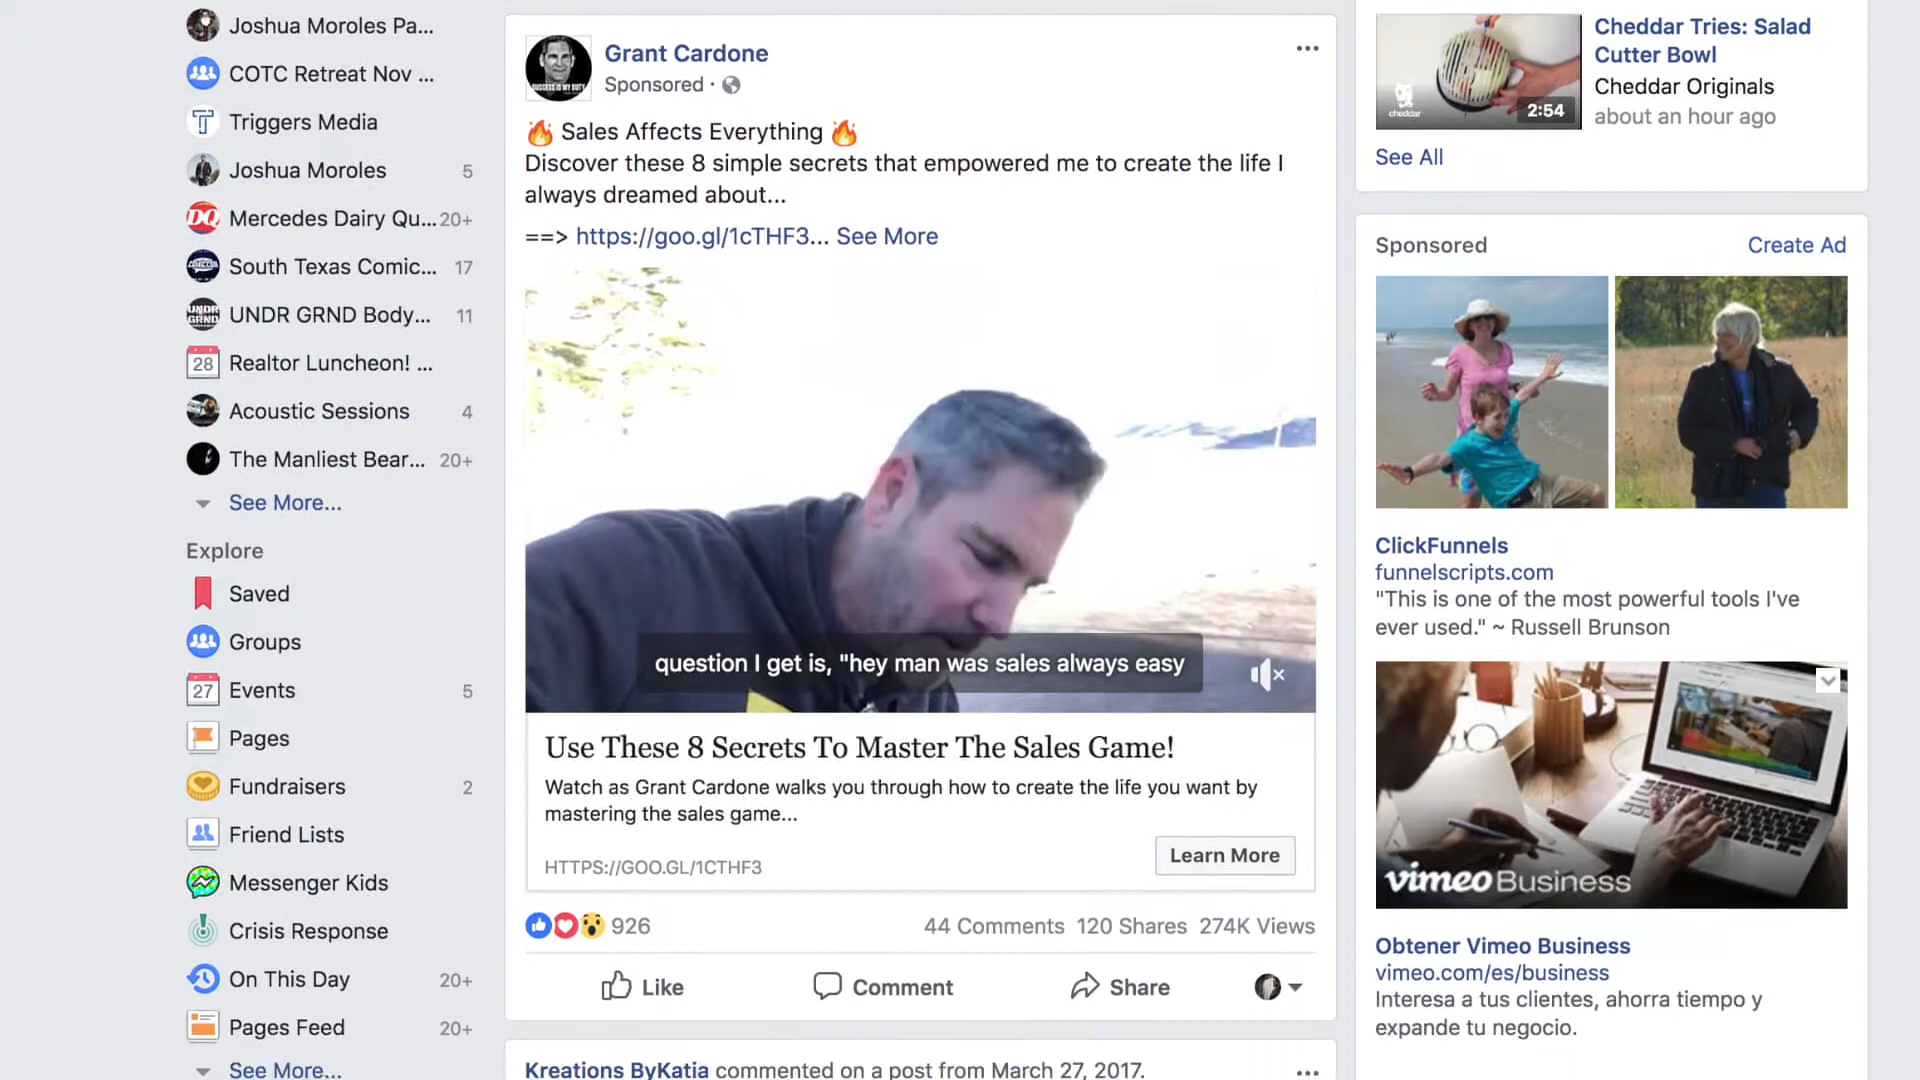 Joshua Moroles Pa...
COTC Retreat Nov ...
Triggers Media
Joshua Moroles 5
Mercedes Dairy Qu... 20+
South Texas Comic... 17
UNDR GRND Body... 11
28 Realtor Luncheon! ...
Acoustic Sessions 4
The Manliest Bear... 20+
See More...
Explore
Saved
Groups
27 Events 5
Pages
Fundraisers 2
Friend Lists
Messenger Kids
Crisis Response
On This Day 20+
Pages Feed 20+
See More...
SUCCESS IS MY DUTY
Grant Cardone
Sponsored ·
🔥 Sales Affects Everything 🔥
Discover these 8 simple secrets that empowered me to create the life I
always dreamed about...
==> https://goo.gl/1cTHF3... See More
question I get is, "hey man was sales always easy
Use These 8 Secrets To Master The Sales Game!
Watch as Grant Cardone walks you through how to create the life you want by
mastering the sales game...
HTTPS://GOO.GL/1CTHF3
Learn More
926
44 Comments 120 Shares 274K Views
Like Comment Share
Kreations ByKatia commented on a post from March 27, 2017.
cheddar
2:54
Cheddar Tries: Salad
Cutter Bowl
Cheddar Originals
about an hour ago
See All
Sponsored Create Ad
ClickFunnels
funnelscripts.com
"This is one of the most powerful tools I've
ever used." ~ Russell Brunson
vimeo Business
Obtener Vimeo Business
vimeo.com/es/business
Interesa a tus clientes, ahorra tiempo y
expande tu negocio.